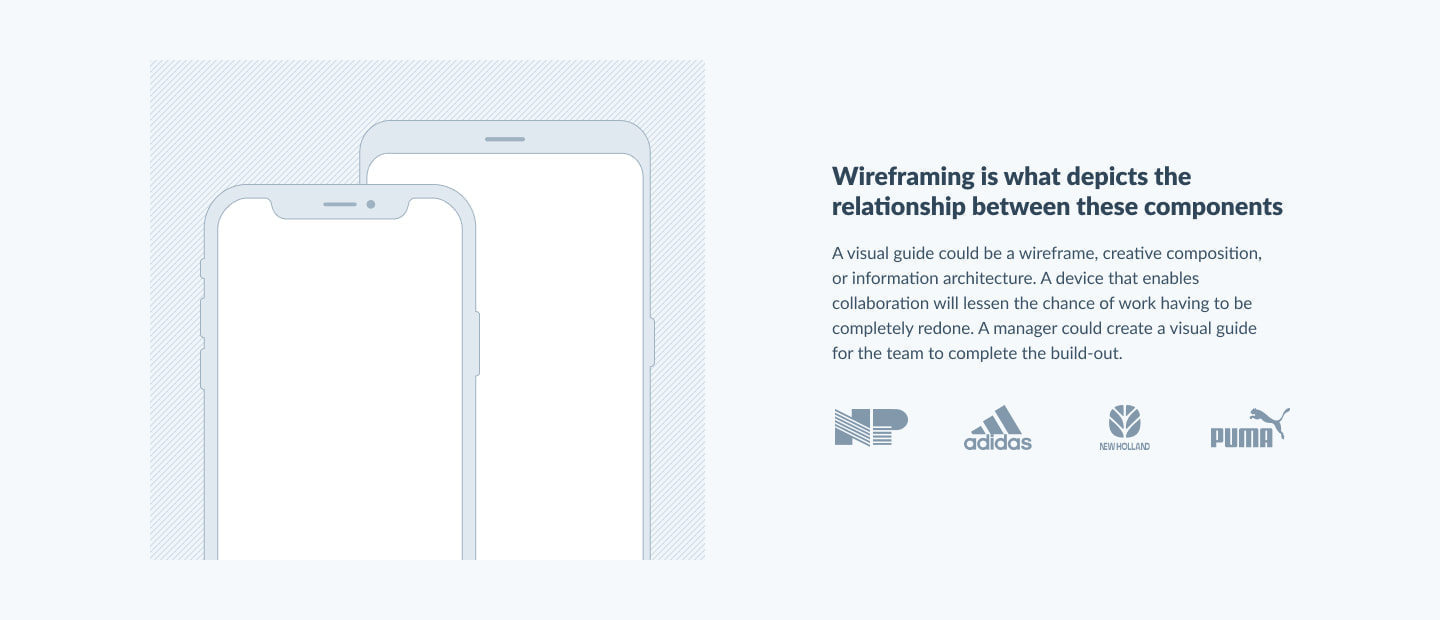 Wireframing is what depicts the
relationship between these components
A visual guide could be a wireframe, creative composition,
or information architecture. A device that enables
collaboration will lessen the chance of work having to be
completely redone. A manager could create a visual guide
for the team to complete the build-out.
NP
adidas
NEW HOLLAND
PUMA